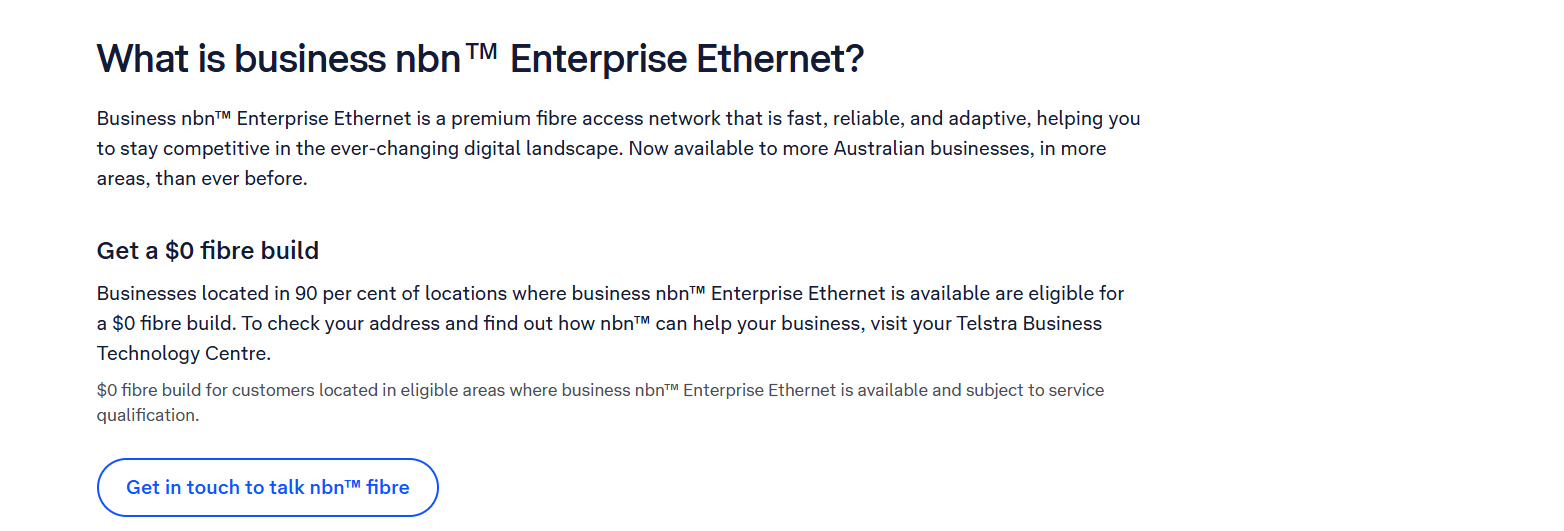 What is business nbn™ Enterprise Ethernet?
Business nbn™ Enterprise Ethernet is a premium fibre access network that is fast, reliable, and adaptive, helping you
to stay competitive in the ever-changing digital landscape. Now available to more Australian businesses, in more
areas, than ever before.
Get a $0 fibre build
Businesses located in 90 per cent of locations where business nbn™ Enterprise Ethernet is available are eligible for
a $0 fibre build. To check your address and find out how nbn™ can help your business, visit your Telstra Business
Technology Centre.
$0 fibre build for customers located in eligible areas where business nbn™ Enterprise Ethernet is available and subject to service
qualification.
Get in touch to talk nbn™ fibre